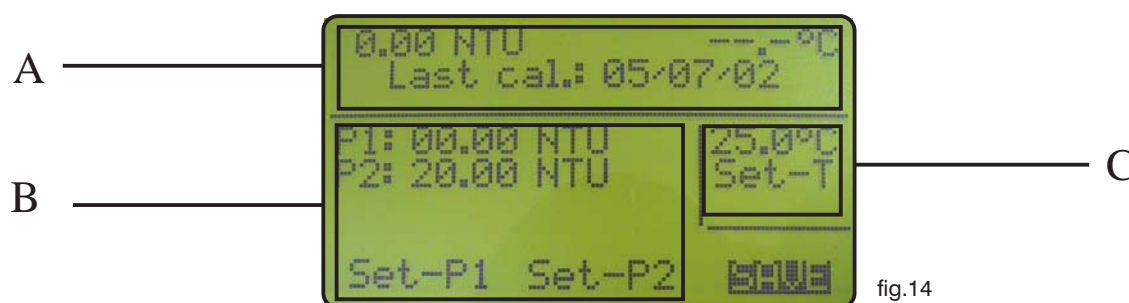 A
0.00 NTU --.-°C
Last cal.: 05/07/02
P1: 00.00 NTU 25.0°C
P2: 20.00 NTU Set-T
C
B
Set-P1 Set-P2 SAVE
fig.14